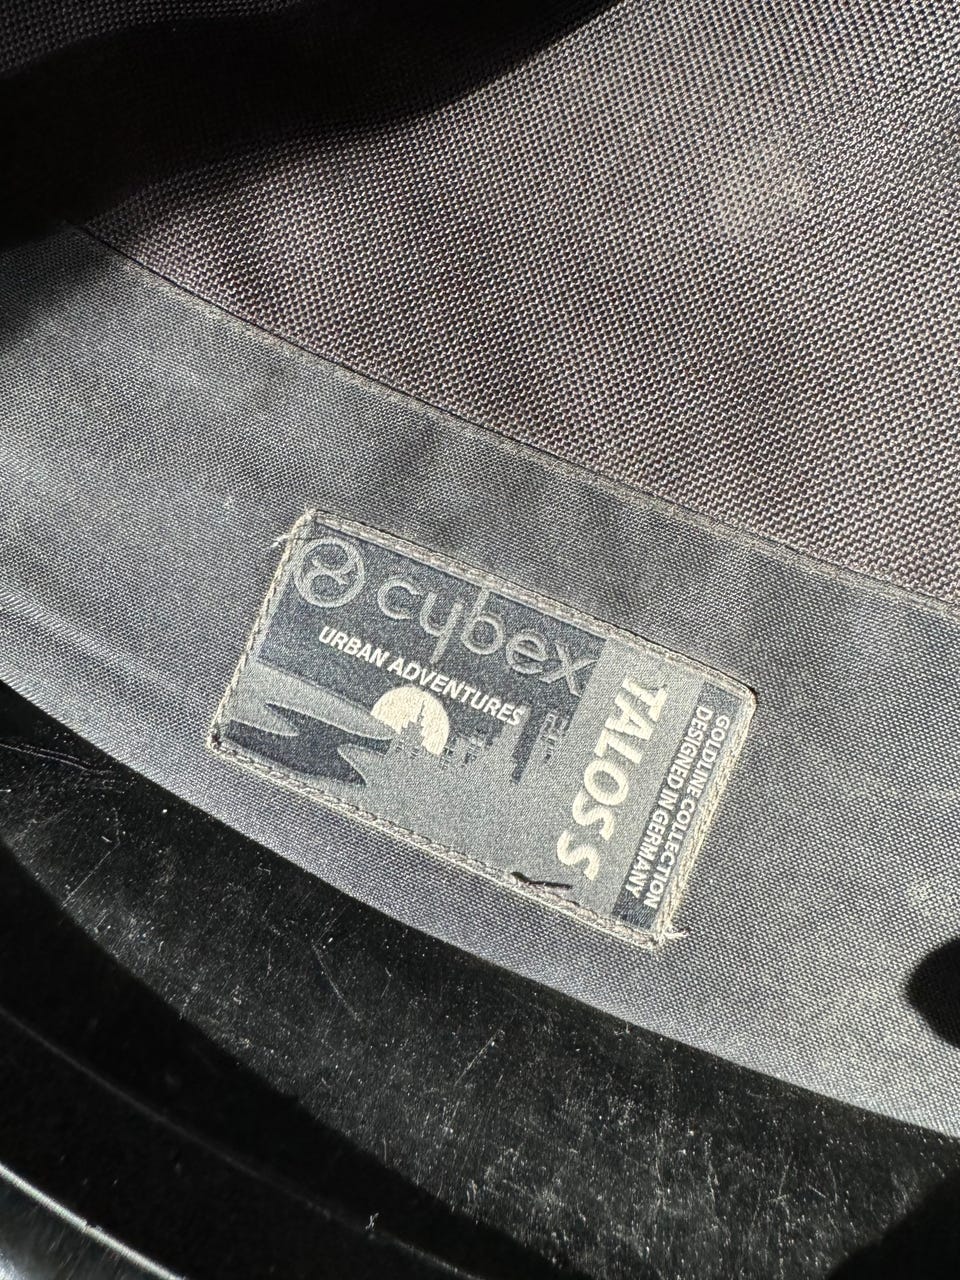 cybex
URBAN ADVENTURES
TALOS S
GOLDLINE COLLECTION
DESIGNED IN GERMANY